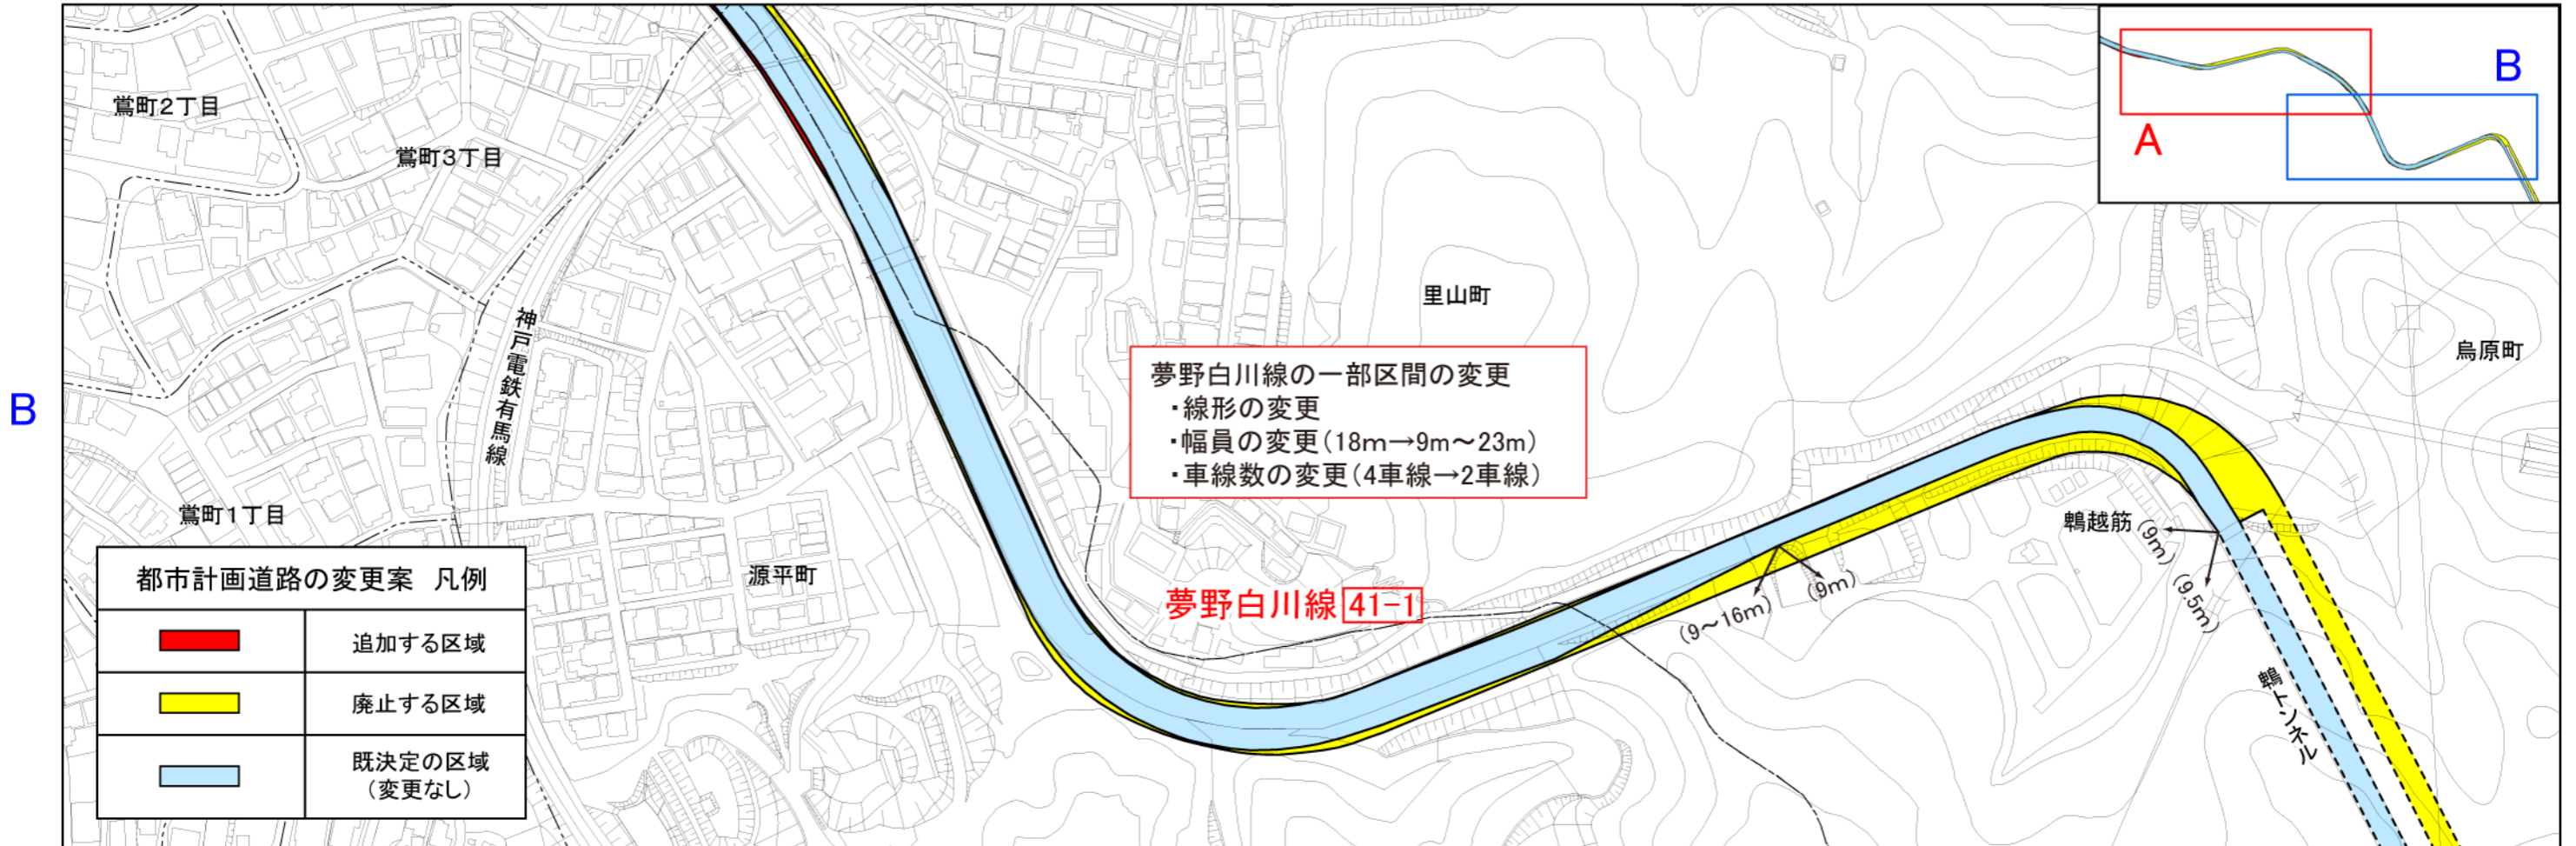 B
A
B
鶯町2丁目
鶯町3丁目
里山町
烏原町
神戸電鉄有馬線
夢野白川線の一部区間の変更
・線形の変更
・幅員の変更(18m→9m～23m)
・車線数の変更(4車線→2車線)
鶯町1丁目
源平町
夢野白川線 41-1
鵯越筋
(9m)
(9.5m)
(9m)
(9～16m)
鵯トンネル
都市計画道路の変更案 凡例
追加する区域
廃止する区域
既決定の区域
(変更なし)